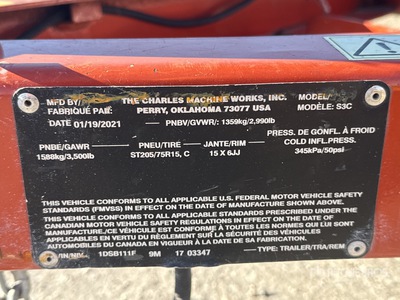 MFD BY/ THE CHARLES MACHINE WORKS, INC. MODEL/
FABRIQUÉ PAR: PERRY, OKLAHOMA 73077 USA MODÈLE: S3C
DATE 01/19/2021 PNBV/GVWR/: 1359kg/2,990lb
PNBE/GAWR PNEU/TIRE JANTE/RIM PRESS. DE GONFL. À FROID
COLD INFL.PRESS.
1588kg/3,500lb ST205/75R15, C 15 X 6JJ 345kPa/50psi
THIS VEHICLE CONFORMS TO ALL APPLICABLE U.S. FEDERAL MOTOR VEHICLE SAFETY
STANDARDS (FMVSS) IN EFFECT ON THE DATE OF MANUFACTURE SHOWN ABOVE.
THIS VEHICLE CONFORMS TO ALL APPLICABLE STANDARDS PRESCRIBED UNDER THE
CANADIAN MOTOR VEHICLE SAFETY REGULATIONS IN EFFECT ON THE DATE OF
MANUFACTURE/CE VÉHICULE EST CONFORME À TOUTES LES NORMES QUI LUI SONT
APPLICABLES EN VERTU DU RÈGLEMENT SUR LA SÉCURITÉ DES VÉHICULES
AUTOMOBILES DU CANADA EN VIGUEUR À LA DATE DE SA FABRICATION.
1DSB111F 9M 17 03347 TYPE: TRAILER/TRA/REM